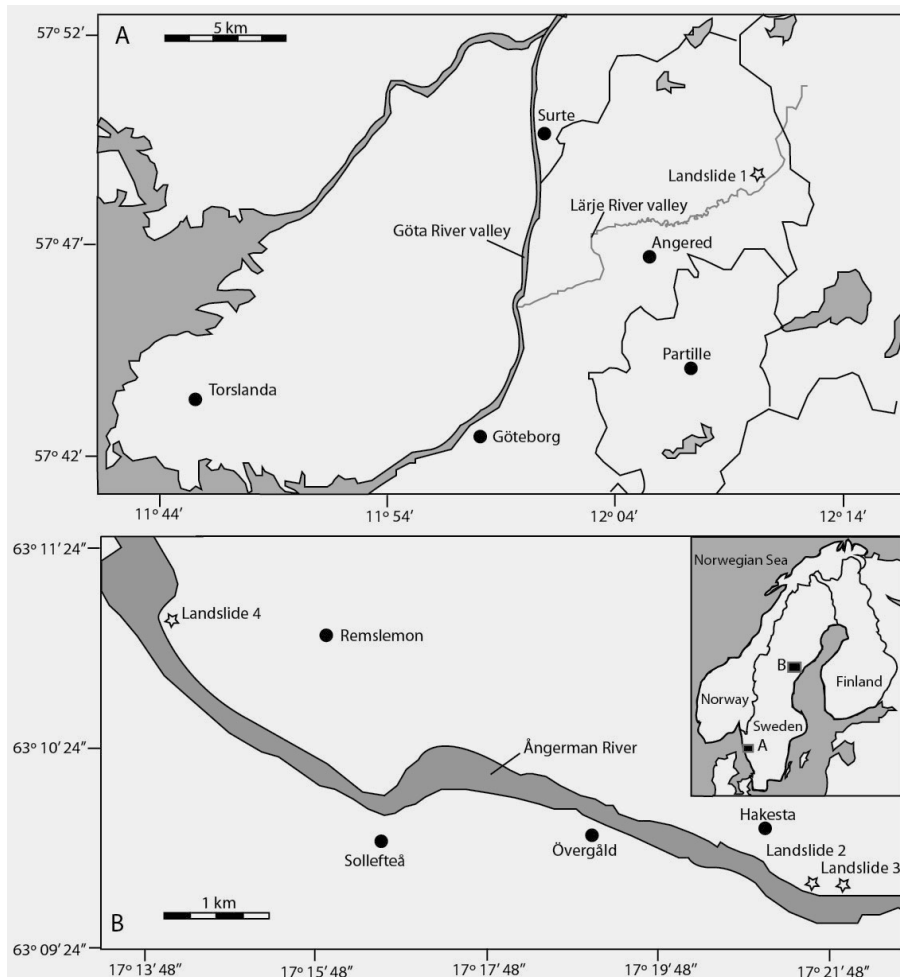 57° 52′
A
5 km
Surte
Landslide 1
Lärje River valley
Göta River valley
57° 47′
Angered
Partille
Torslanda
Göteborg
57° 42′
11° 44′
11° 54′
12° 04′
12° 14′
63° 11′24″
Norwegian Sea
Landslide 4
Remslemon
B
Finland
Norway
Sweden
A
63° 10′24″
Ångerman River
Hakesta
Övergåld
Landslide 2
Sollefteå
Landslide 3
1 km
B
63° 09′24″
17° 13′48″
17° 15′48″
17° 17′48″
17° 19′48″
17° 21′48″